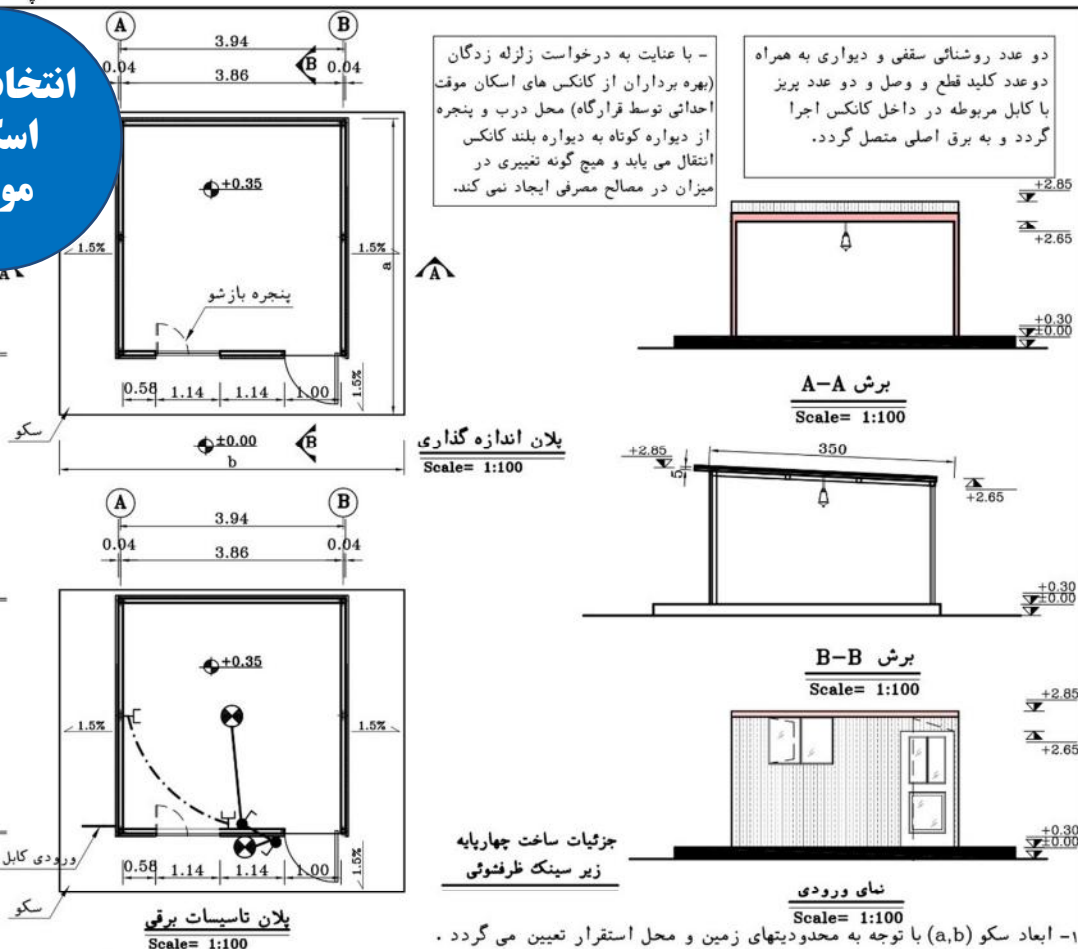 A
B
3.94
0.04
3.86
0.04
B
+0.35
1.5%
1.5%
a
A
A
پنجره بازشو
0.58
1.14
1.14
1.00
1.5%
سکو
±0.00
B
b
پلان اندازه گذاری
Scale= 1:100
- با عنایت به درخواست زلزله زدگان
(بهره برداران از کانکس های اسکان موقت
احداثی توسط قرارگاه) محل درب و پنجره
از دیواره کوتاه به دیواره بلند کانکس
انتقال می یابد و هیچ گونه تغییری در
میزان در مصالح مصرفی ایجاد نمی کند.
دو عدد روشنائی سقفی و دیواری به همراه
دوعدد کلید قطع و وصل و دو عدد پریز
با کابل مربوطه در داخل کانکس اجرا
گردد و به برق اصلی متصل گردد.
+2.85
+2.65
+0.30
±0.00
برش A-A
Scale= 1:100
+2.85
5
350
+2.65
+0.30
±0.00
برش B-B
Scale= 1:100
A
B
3.94
0.04
3.86
0.04
+0.35
1.5%
1.5%
ورودی کابل
0.58
1.14
1.14
1.00
1.5%
سکو
پلان تاسیسات برقی
Scale= 1:100
جزئیات ساخت چهارپایه
زیر سینک ظرفشوئی
+2.85
+2.65
+0.30
±0.00
نمای ورودی
Scale= 1:100
۱- ابعاد سکو (a,b) با توجه به محدودیتهای زمین و محل استقرار تعیین می گردد .